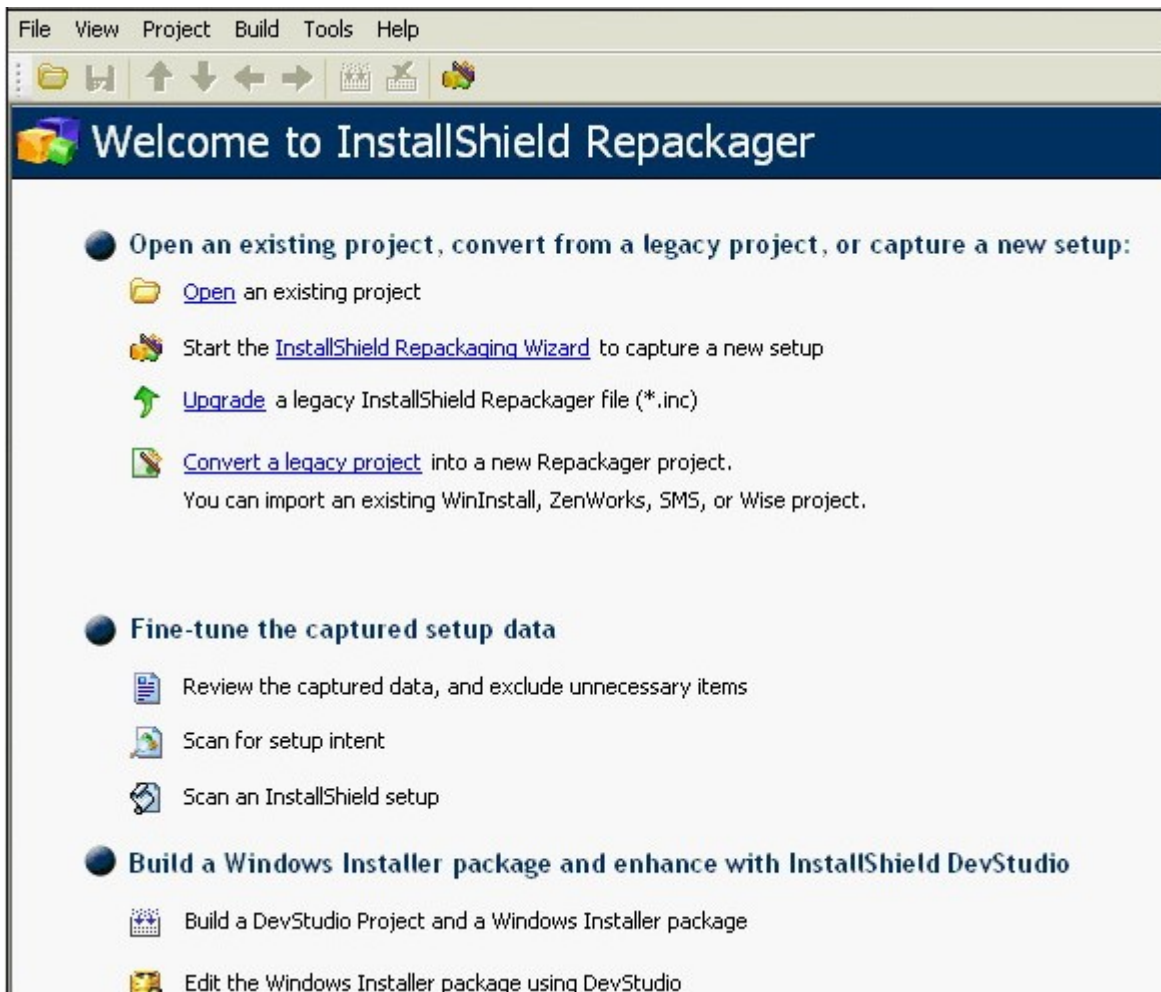 File View Project Build Tools Help
Welcome to InstallShield Repackager
Open an existing project, convert from a legacy project, or capture a new setup:
Open an existing project
Start the InstallShield Repackaging Wizard to capture a new setup
Upgrade a legacy InstallShield Repackager file (*.inc)
Convert a legacy project into a new Repackager project.
You can import an existing WinInstall, ZenWorks, SMS, or Wise project.
Fine-tune the captured setup data
Review the captured data, and exclude unnecessary items
Scan for setup intent
Scan an InstallShield setup
Build a Windows Installer package and enhance with InstallShield DevStudio
Build a DevStudio Project and a Windows Installer package
Edit the Windows Installer package using DevStudio